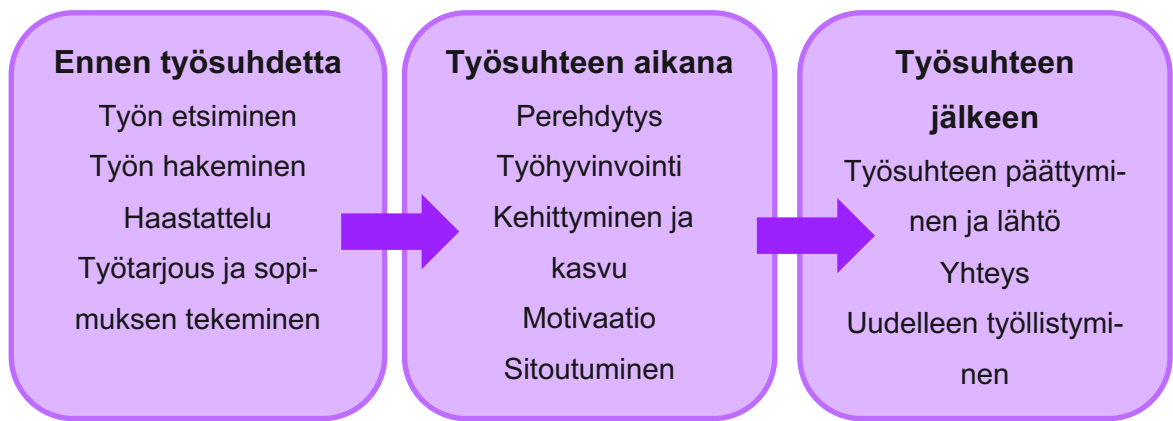 Ennen työsuhdetta
Työn etsiminen
Työn hakeminen
Haastattelu
Työtarjous ja sopi-
muksen tekeminen
Työsuhteen aikana
Perehdytys
Työhyvinvointi
Kehittyminen ja
kasvu
Motivaatio
Sitoutuminen
Työsuhteen
jälkeen
Työsuhteen päättymi-
nen ja lähtö
Yhteys
Uudelleen työllistymi-
nen